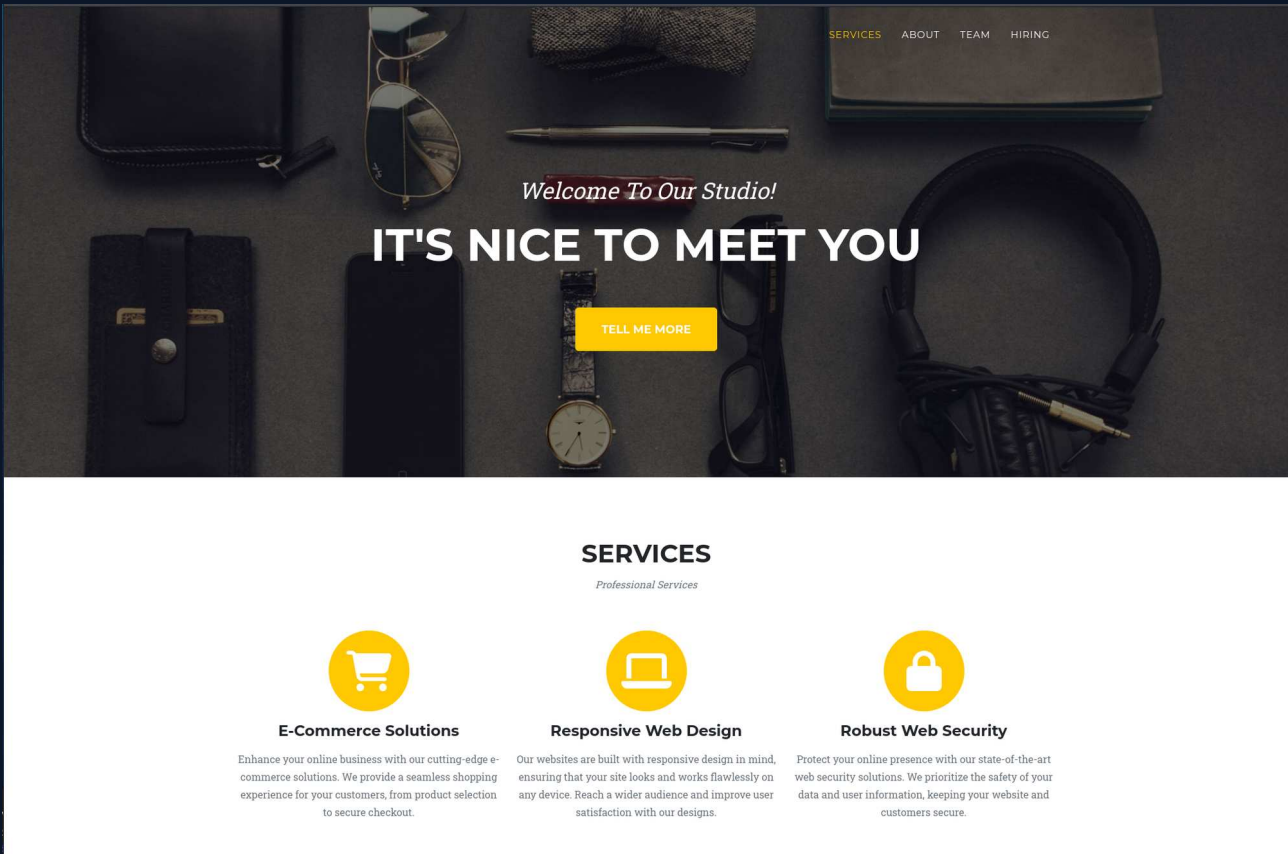 SERVICES ABOUT TEAM HIRING
Welcome To Our Studio!
IT'S NICE TO MEET YOU
TELL ME MORE
SERVICES
Professional Services
E-Commerce Solutions
Enhance your online business with our cutting-edge e-
commerce solutions. We provide a seamless shopping
experience for your customers, from product selection
to secure checkout.
Responsive Web Design
Our websites are built with responsive design in mind,
ensuring that your site looks and works flawlessly on
any device. Reach a wider audience and improve user
satisfaction with our designs.
Robust Web Security
Protect your online presence with our state-of-the-art
web security solutions. We prioritize the safety of your
data and user information, keeping your website and
customers secure.